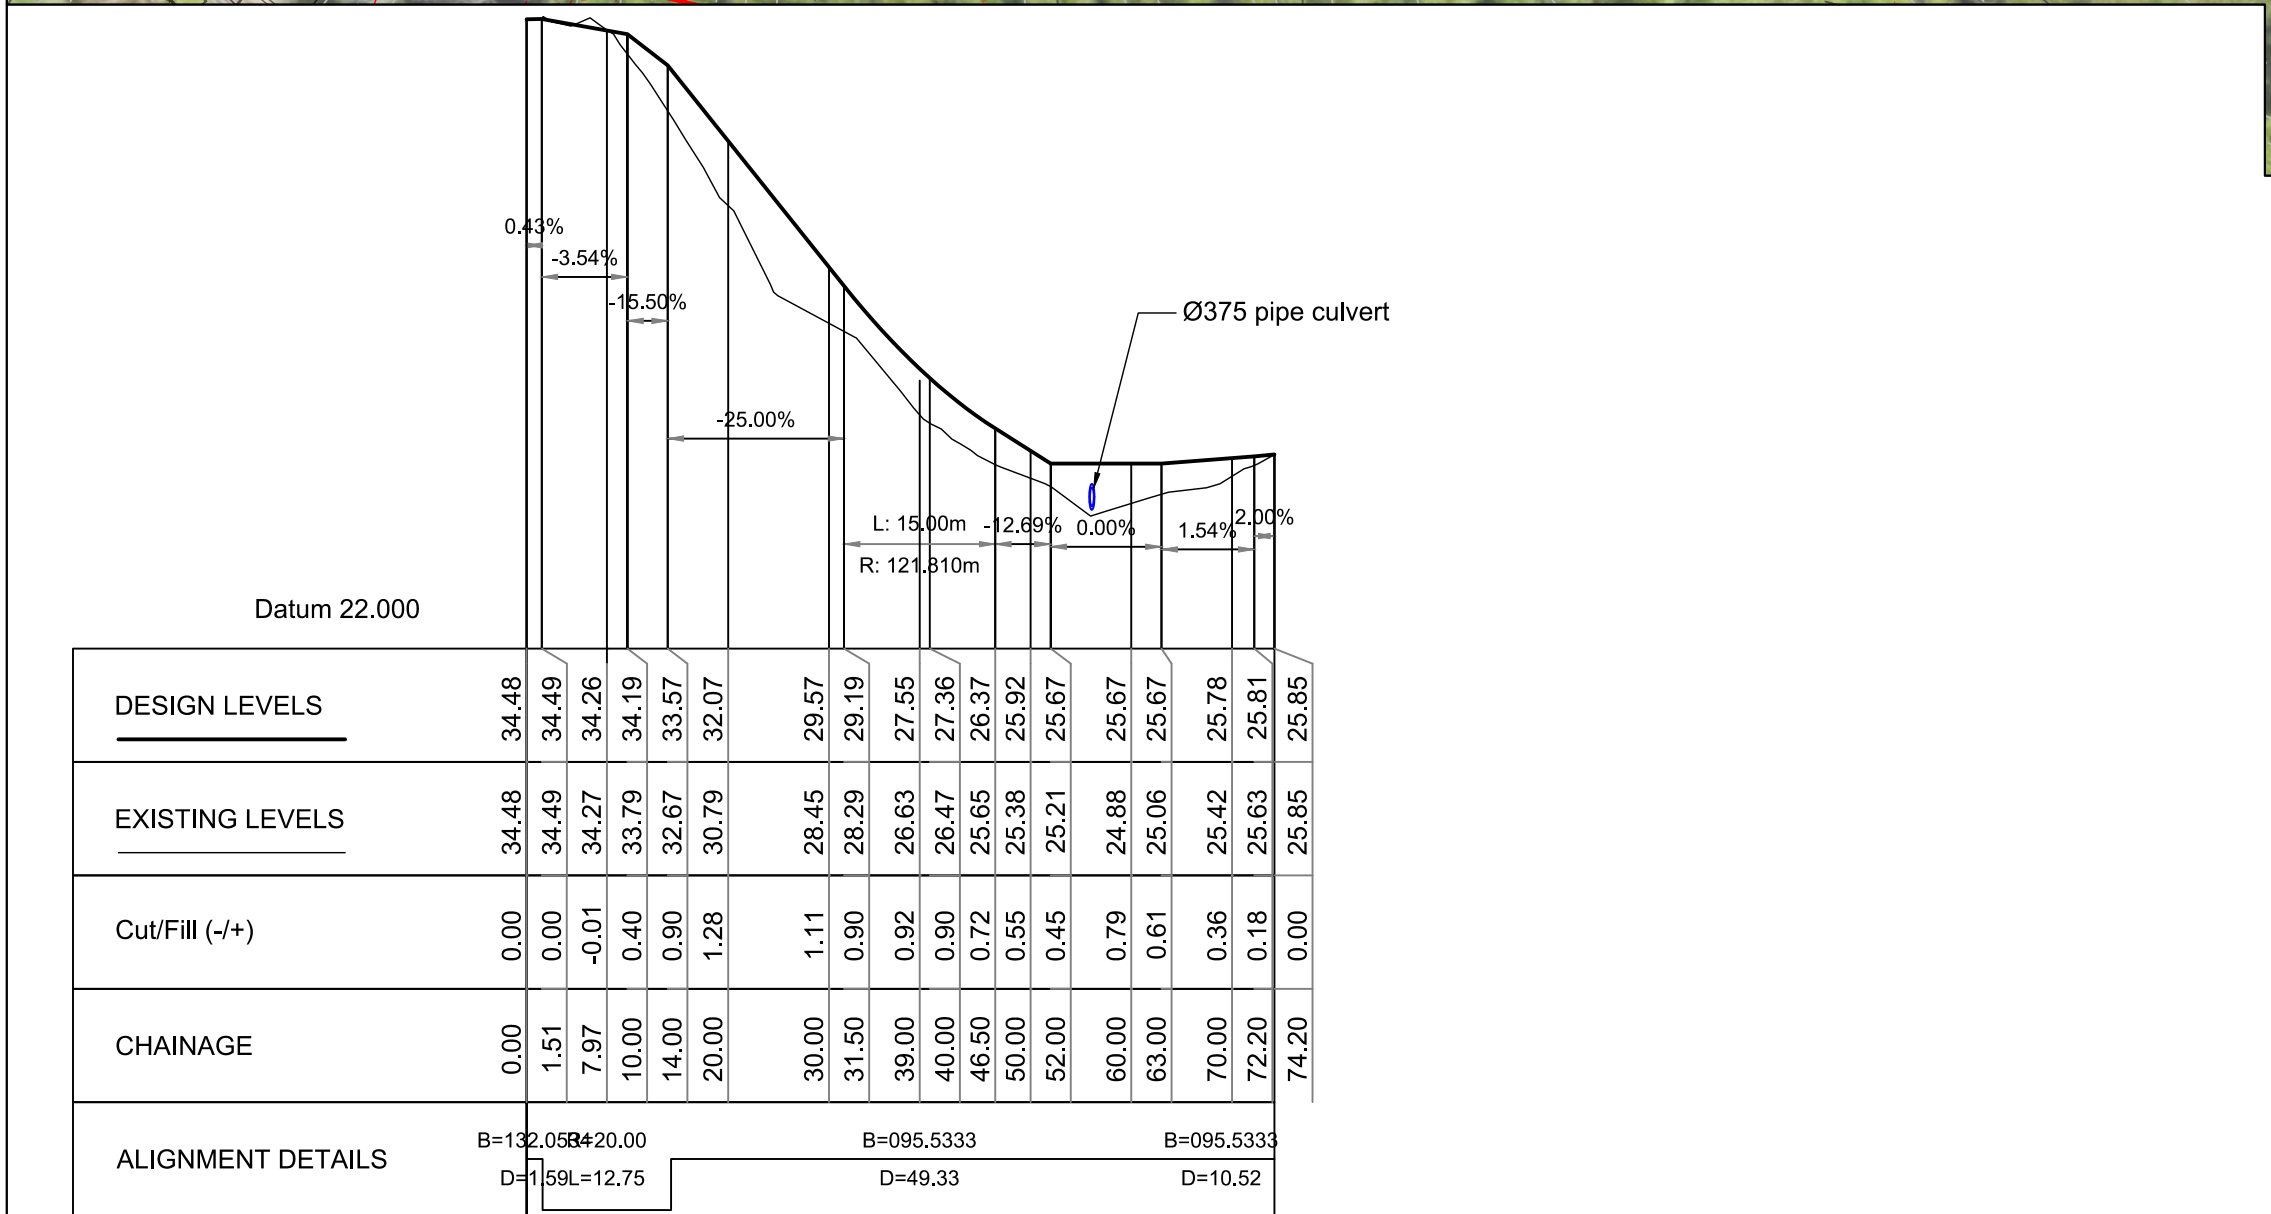 0.43%
-3.54%
-15.50%
Ø375 pipe culvert
-25.00%
L: 15.00m
-12.69%
0.00%
1.54%
2.00%
R: 121.810m
Datum 22.000
DESIGN LEVELS 34.48 34.49 34.26 34.19 33.57 32.07 29.57 29.19 27.55 27.36 26.37 25.92 25.67 25.67 25.67 25.78 25.81 25.85
EXISTING LEVELS 34.48 34.49 34.27 33.79 32.67 30.79 28.45 28.29 26.63 26.47 25.65 25.38 25.21 24.88 25.06 25.42 25.63 25.85
Cut/Fill (-/+) 0.00 0.00 -0.01 0.40 0.90 1.28 1.11 0.90 0.92 0.90 0.72 0.55 0.45 0.79 0.61 0.36 0.18 0.00
CHAINAGE 0.00 1.51 7.97 10.00 14.00 20.00 30.00 31.50 39.00 40.00 46.50 50.00 52.00 60.00 63.00 70.00 72.20 74.20
ALIGNMENT DETAILS
R=20.00 B=095.5333 B=095.5333
D=1.59 L=12.75 D=49.33 D=10.52